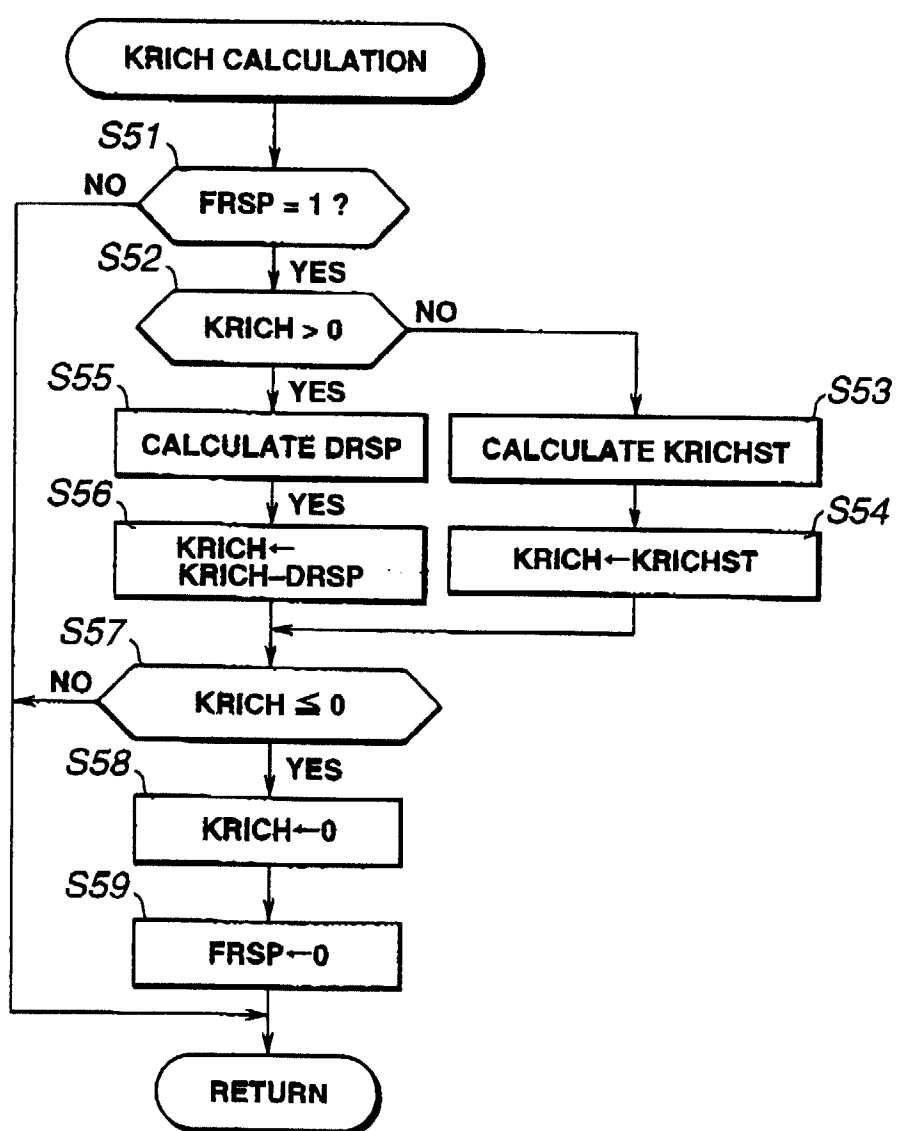 KRICH CALCULATION
S51
NO
FRSP = 1 ?
S52
YES
NO
KRICH > 0
S55
YES
S53
CALCULATE DRSP
CALCULATE KRICHST
S56
YES
S54
KRICH←
KRICH–DRSP
KRICH←KRICHST
S57
NO
KRICH ≦ 0
S58
YES
KRICH←0
S59
FRSP←0
RETURN